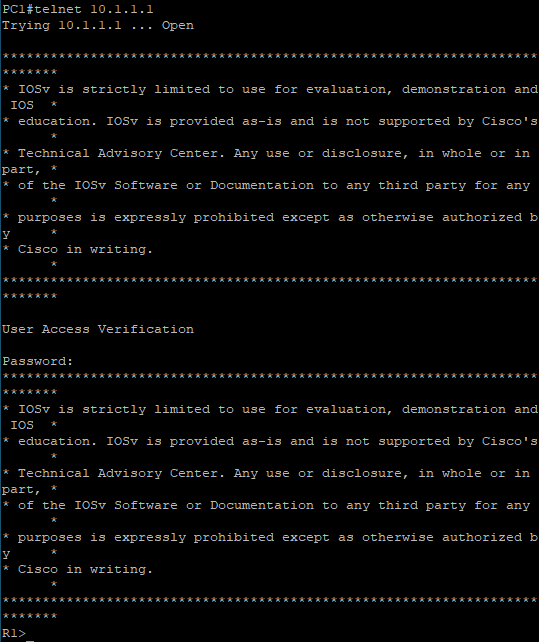 PC1#telnet 10.1.1.1
Trying 10.1.1.1 ... Open
*******************************************************************
*******
* IOSv is strictly limited to use for evaluation, demonstration and
IOS  *
* education. IOSv is provided as-is and is not supported by Cisco's
*
* Technical Advisory Center. Any use or disclosure, in whole or in
part, *
* of the IOSv Software or Documentation to any third party for any
*
* purposes is expressly prohibited except as otherwise authorized b
y     *
* Cisco in writing.
*
*******************************************************************
*******
User Access Verification
Password:
*******************************************************************
*******
* IOSv is strictly limited to use for evaluation, demonstration and
IOS  *
* education. IOSv is provided as-is and is not supported by Cisco's
*
* Technical Advisory Center. Any use or disclosure, in whole or in
part, *
* of the IOSv Software or Documentation to any third party for any
*
* purposes is expressly prohibited except as otherwise authorized b
y     *
* Cisco in writing.
*
*******************************************************************
*******
R1>_